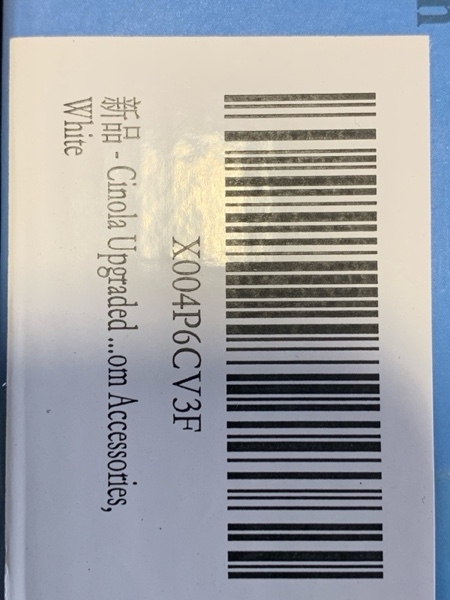 X004P6CV3F
新品 - Cinola Upgraded ...om Accessories,
White